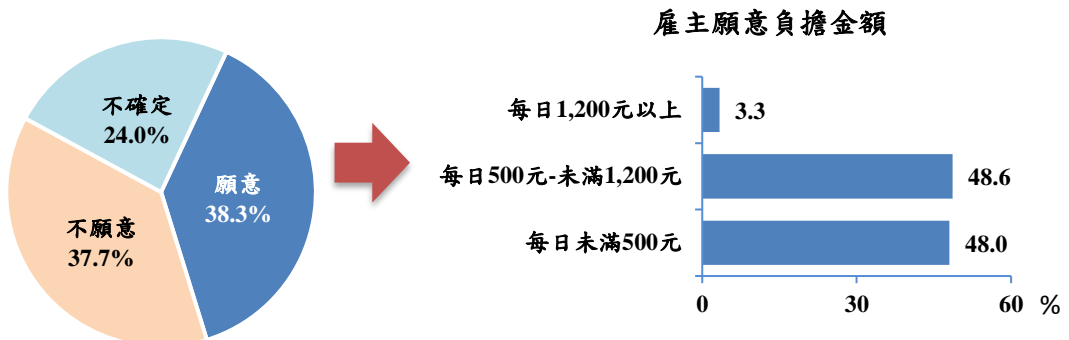 雇主願意負擔金額
不確定
24.0%
願意
38.3%
不願意
37.7%
每日1,200元以上
3.3
每日500元-未滿1,200元
48.6
每日未滿500元
48.0
0
30
60
%